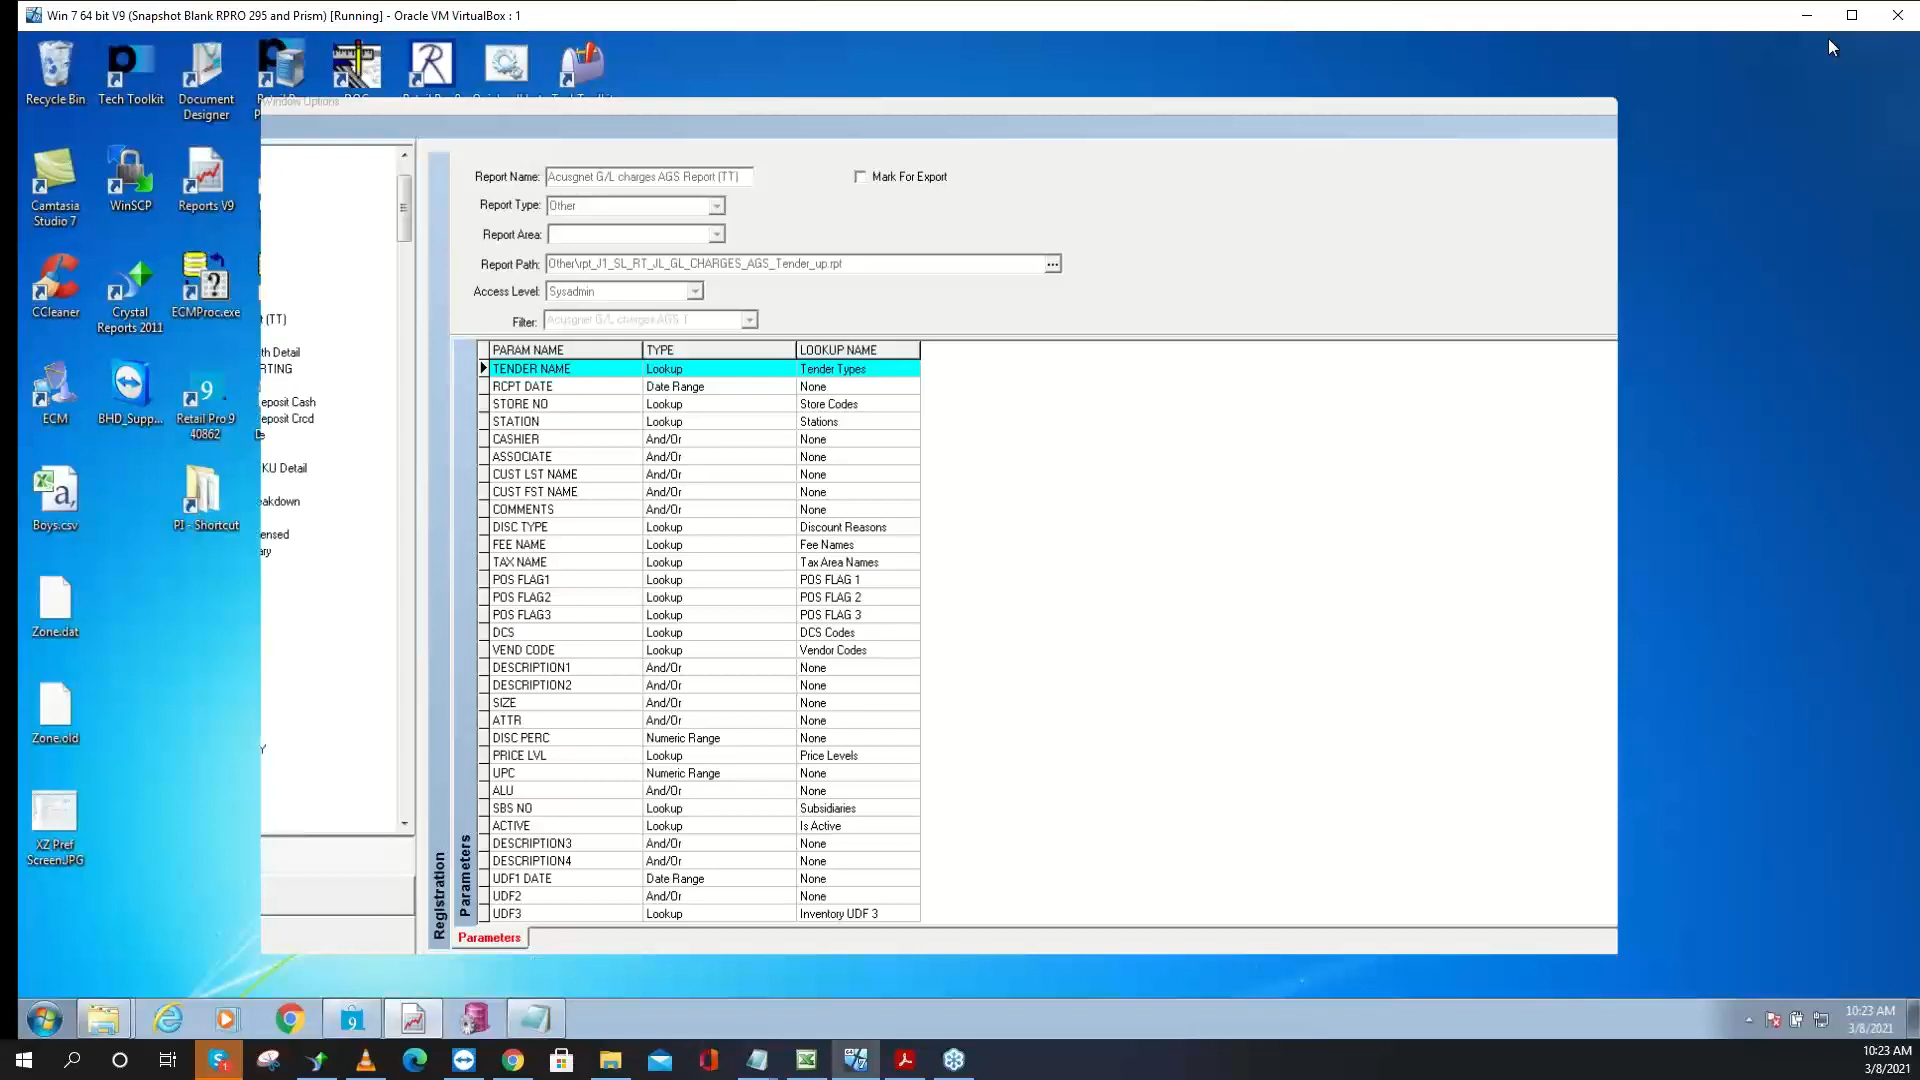 Win 7 64 bit V9 (Snapshot Blank RPRO 295 and Prism) [Running] - Oracle VM VirtualBox : 1
Recycle Bin
Tech Toolkit
Document
Designer
Window Options
Camtasia
Studio 7
WinSCP
Reports V9
CCleaner
Crystal
Reports 2011
ECMProc.exe
ECM
BHD_Supp...
Retail Pro 9
40862
Boys.csv
PI - Shortcut
Zone.dat
Zone.old
XZ Pref
Screen.JPG
(TT)
th Detail
RTING
eposit Cash
eposit Crcd
KU Detail
eakdown
ensed
ary
Report Name: Acusgnet G/L charges AGS Report (TT)
Mark For Export
Report Type: Other
Report Area:
Report Path: Other\rpt_J1_SL_RT_JL_GL_CHARGES_AGS_Tender_up.rpt
...
Access Level: Sysadmin
Filter: Acusgnet G/L charges AGS
PARAM NAME TYPE LOOKUP NAME
TENDER NAME Lookup Tender Types
RCPT DATE Date Range None
STORE NO Lookup Store Codes
STATION Lookup Stations
CASHIER And/Or None
ASSOCIATE And/Or None
CUST LST NAME And/Or None
CUST FST NAME And/Or None
COMMENTS And/Or None
DISC TYPE Lookup Discount Reasons
FEE NAME Lookup Fee Names
TAX NAME Lookup Tax Area Names
POS FLAG1 Lookup POS FLAG 1
POS FLAG2 Lookup POS FLAG 2
POS FLAG3 Lookup POS FLAG 3
DCS Lookup DCS Codes
VEND CODE Lookup Vendor Codes
DESCRIPTION1 And/Or None
DESCRIPTION2 And/Or None
SIZE And/Or None
ATTR And/Or None
DISC PERC Numeric Range None
PRICE LVL Lookup Price Levels
UPC Numeric Range None
ALU And/Or None
SBS NO Lookup Subsidiaries
ACTIVE Lookup Is Active
DESCRIPTION3 And/Or None
DESCRIPTION4 And/Or None
UDF1 DATE Date Range None
UDF2 And/Or None
UDF3 Lookup Inventory UDF 3
Registration
Parameters
Parameters
10:23 AM
3/8/2021
10:23 AM
3/8/2021